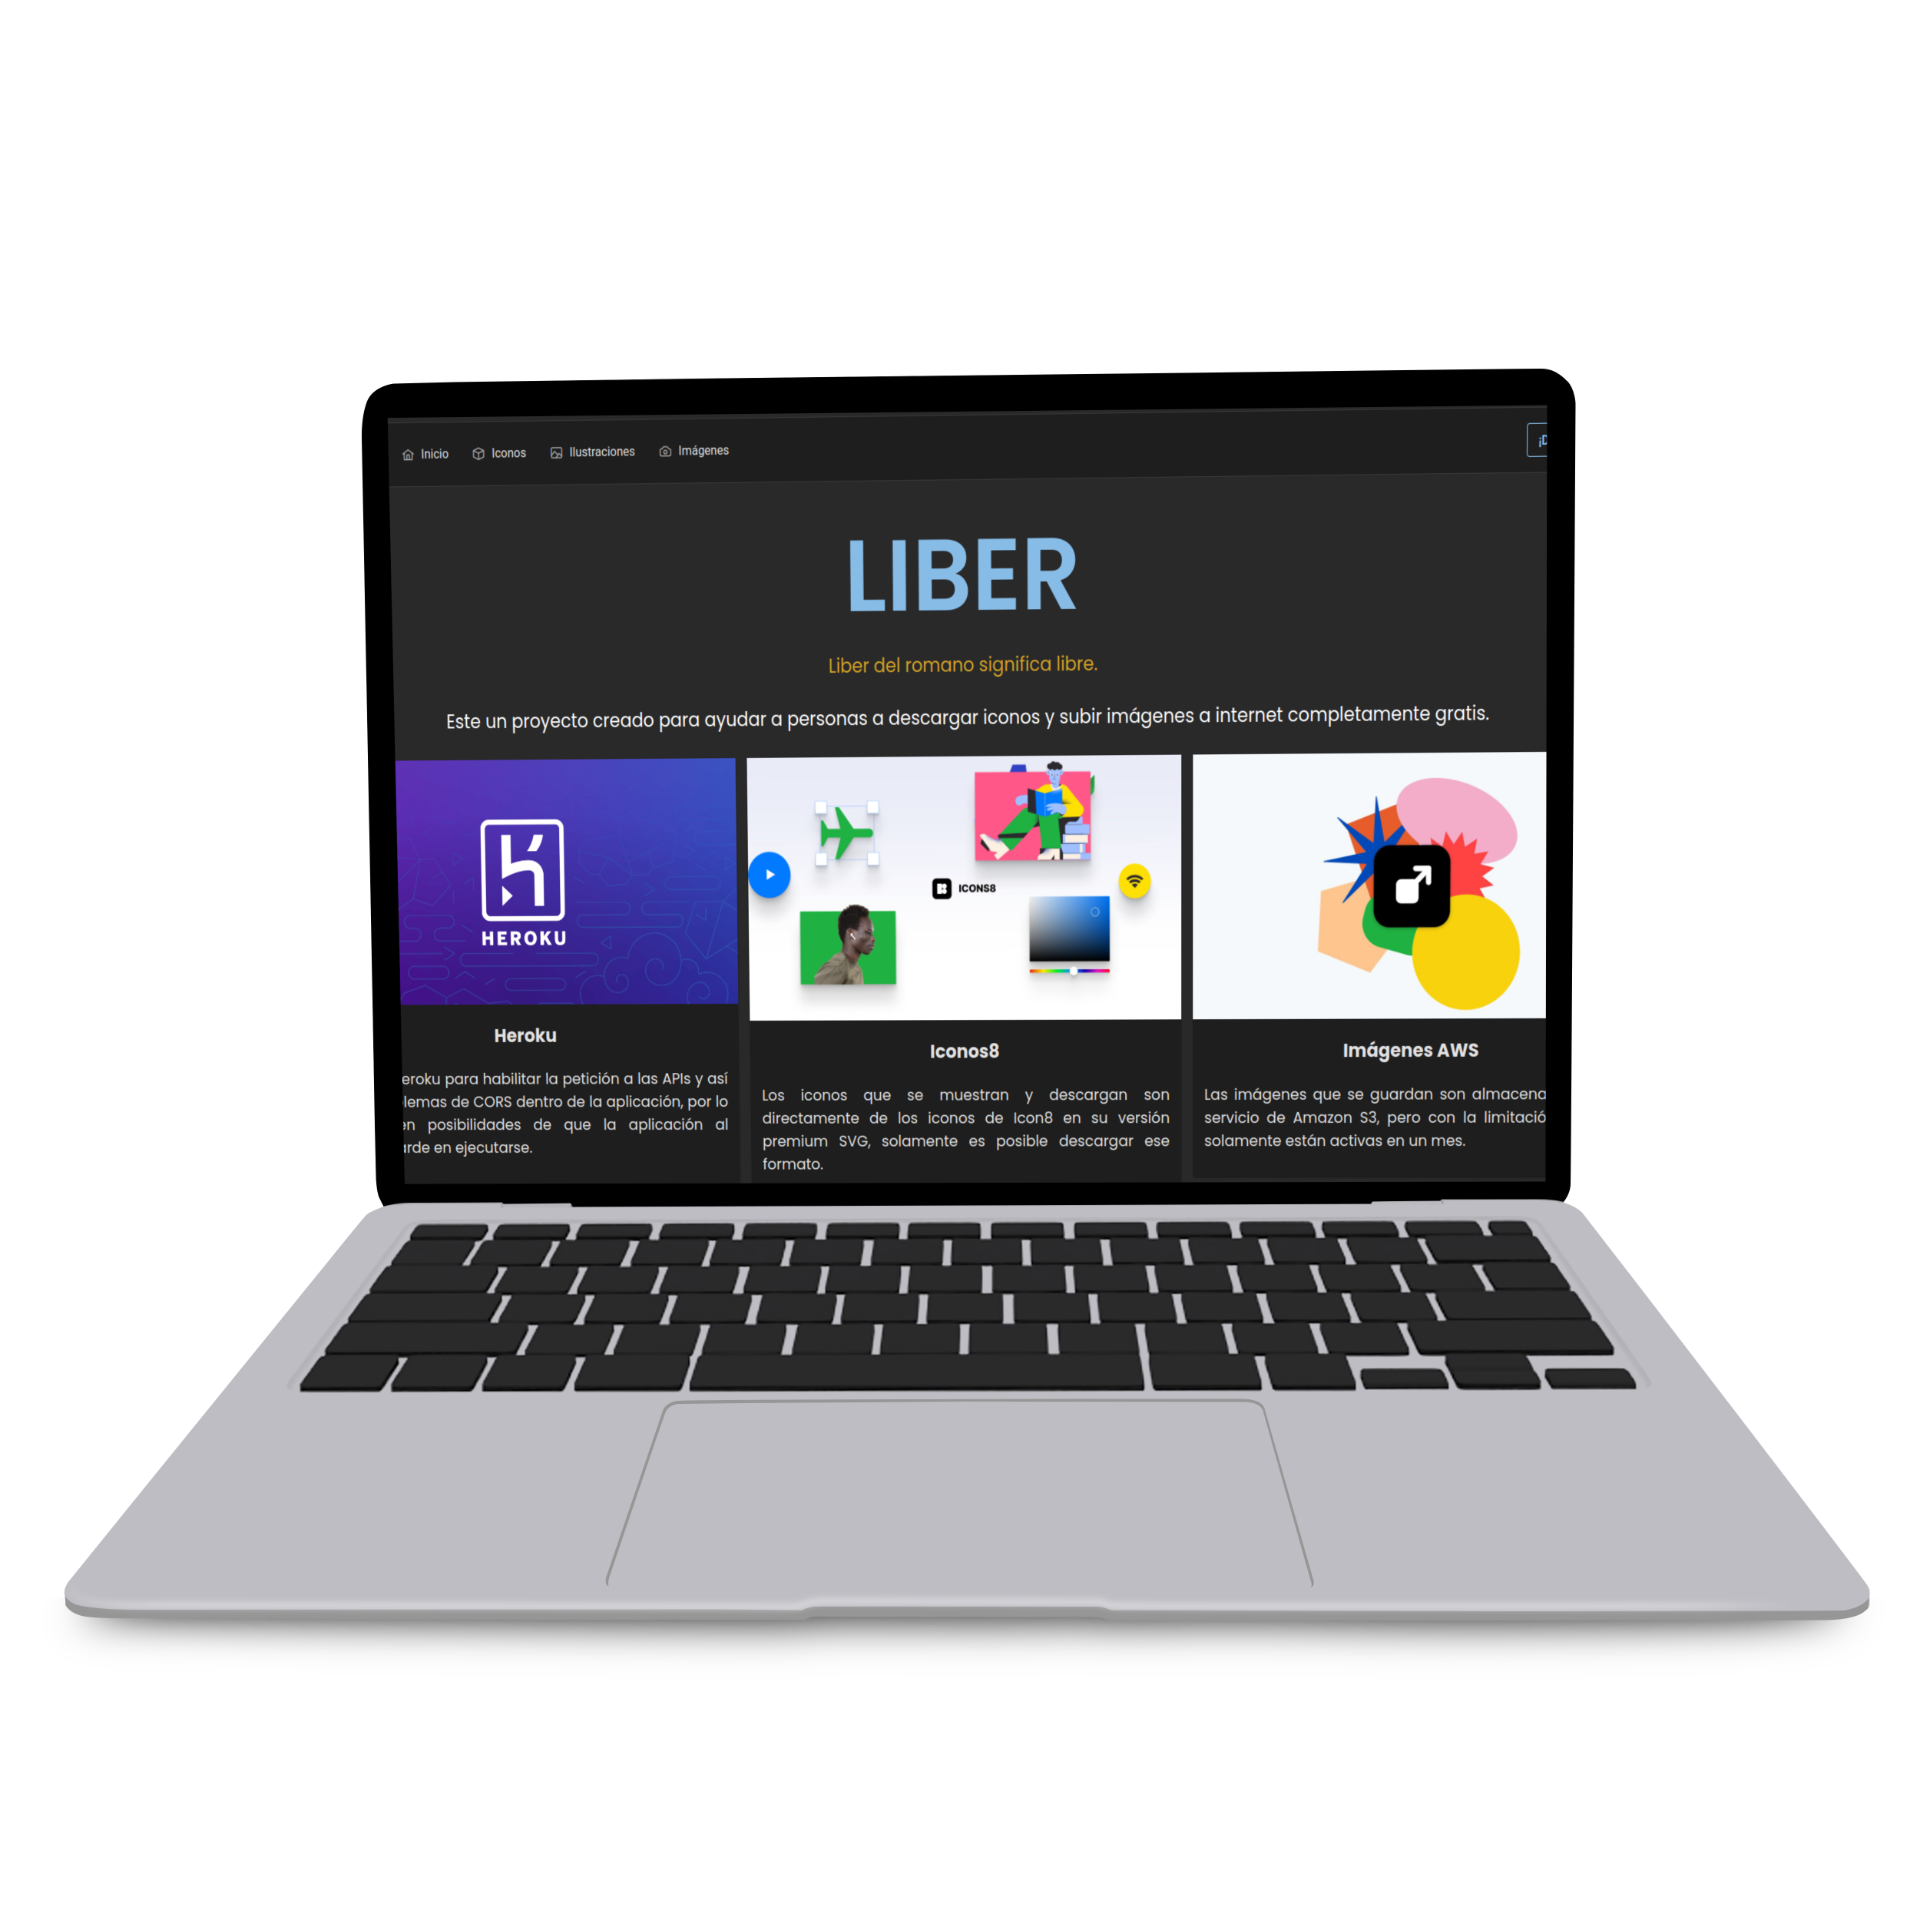 Inicio Iconos Ilustraciones Imágenes
LIBER
Liber del romano significa libre.
Este un proyecto creado para ayudar a personas a descargar iconos y subir imágenes a internet completamente gratis.
HEROKU
ICONS8
Heroku
eroku para habilitar la petición a las APIs y así
lemas de CORS dentro de la aplicación, por lo
en posibilidades de que la aplicación al
arde en ejecutarse.
Iconos8
Los iconos que se muestran y descargan son
directamente de los iconos de Icon8 en su versión
premium SVG, solamente es posible descargar ese
formato.
Imágenes AWS
Las imágenes que se guardan son almacena
servicio de Amazon S3, pero con la limitació
solamente están activas en un mes.